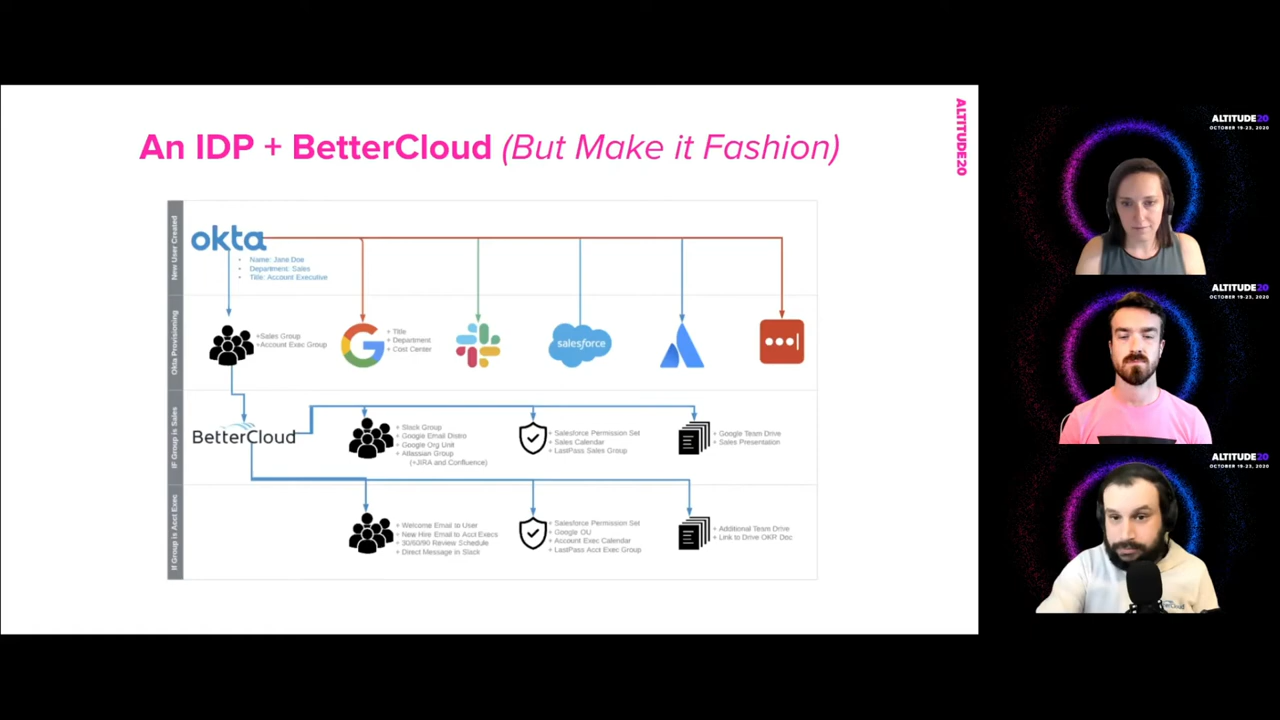 An IDP + BetterCloud (But Make it Fashion)
ALTITUDE20
New User Created
okta
• Name: Jane Doe
• Department: Sales
• Title: Account Executive
Okta Provisioning
+Sales Group
+Account Exec Group
+ Title
+ Department
+ Cost Center
salesforce
IF Group is Sales
BetterCloud
+ Slack Group
+ Google Email Distro
+ Google Org Unit
+ Atlassian Group
(+JIRA and Confluence)
+ Salesforce Permission Set
+ Sales Calendar
+ LastPass Sales Group
+ Google Team Drive
+ Sales Presentation
If Group is Acct Exec
+ Welcome Email to User
+ New Hire Email to Acct Execs
+ 30/60/90 Review Schedule
+ Direct Message in Slack
+ Salesforce Permission Set
+ Google OU
+ Account Exec Calendar
+ LastPass Acct Exec Group
+ Additional Team Drive
+ Link to Drive OKR Doc
ALTITUDE20
OCTOBER 19-23, 2020
ALTITUDE20
OCTOBER 19-23, 2020
ALTITUDE20
OCTOBER 19-23, 2020